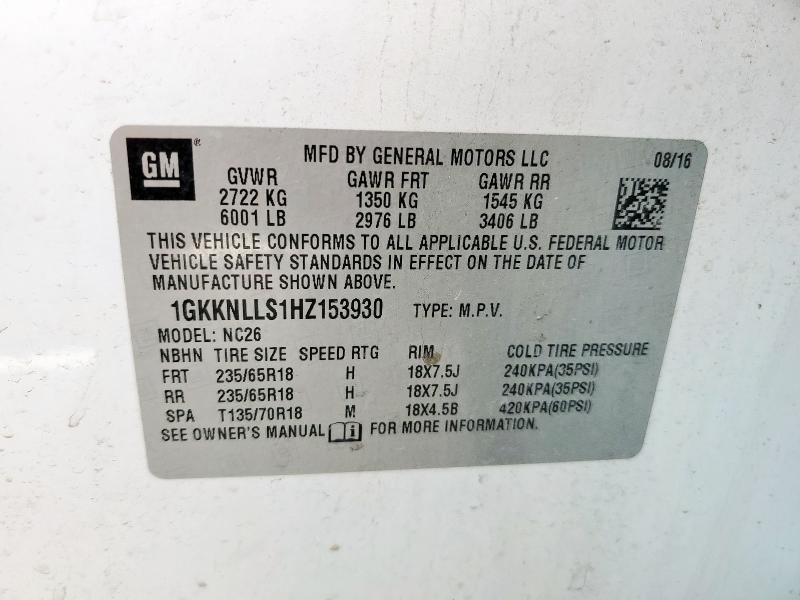 GM® MFD BY GENERAL MOTORS LLC 08/16
GVWR GAWR FRT GAWR RR
2722 KG 1350 KG 1545 KG
6001 LB 2976 LB 3406 LB
THIS VEHICLE CONFORMS TO ALL APPLICABLE U.S. FEDERAL MOTOR
VEHICLE SAFETY STANDARDS IN EFFECT ON THE DATE OF
MANUFACTURE SHOWN ABOVE.
1GKKNLLS1HZ153930 TYPE: M.P.V.
MODEL: NC26
NBHN TIRE SIZE SPEED RTG RIM COLD TIRE PRESSURE
FRT 235/65R18 H 18X7.5J 240KPA(35PSI)
RR 235/65R18 H 18X7.5J 240KPA(35PSI)
SPA T135/70R18 M 18X4.5B 420KPA(60PSI)
SEE OWNER'S MANUAL FOR MORE INFORMATION.